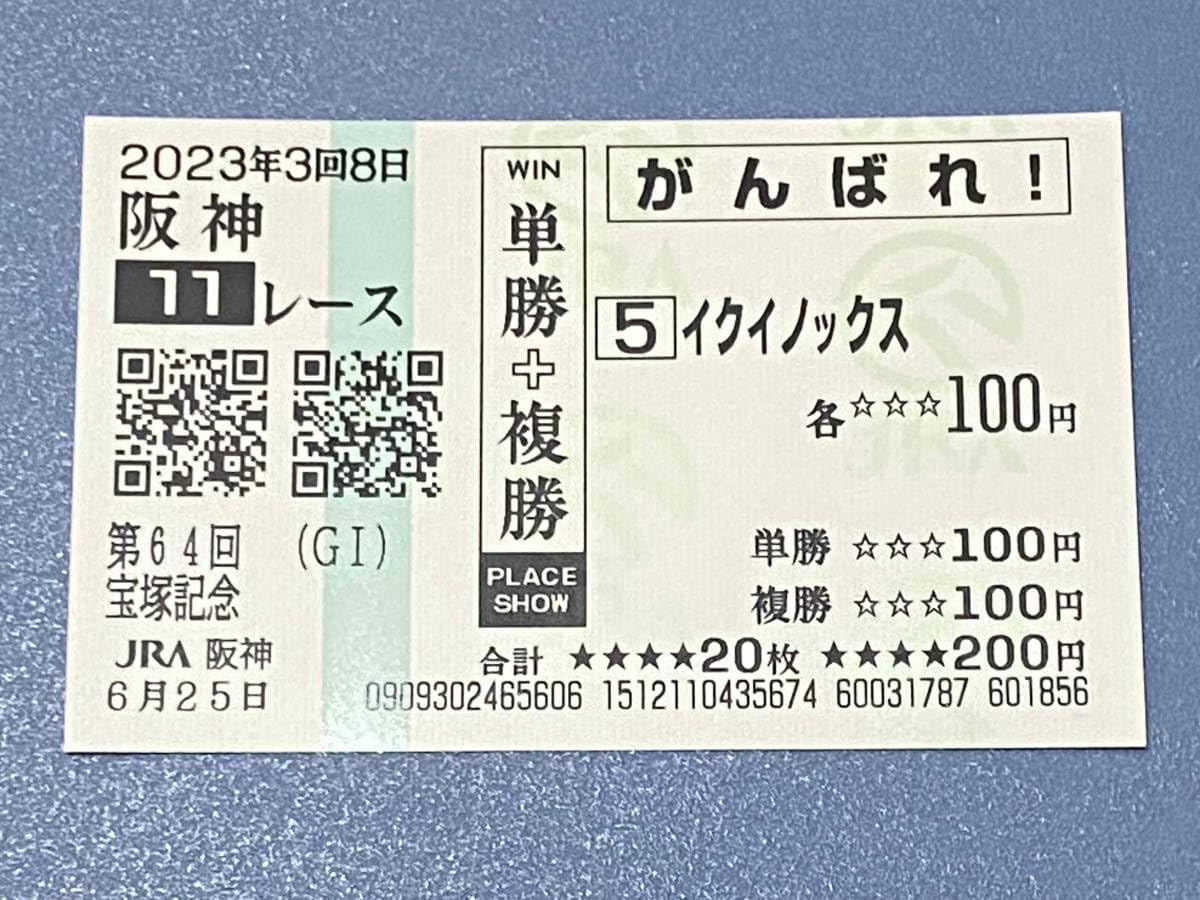 2023年3回8日
阪神
11レース
第64回 (GI)
宝塚記念
JRA 阪神
6月25日
WIN
単勝+複勝
PLACE
SHOW
がんばれ!
5 イクイノックス
各☆☆☆100円
単勝 ☆☆☆100円
複勝 ☆☆☆100円
合計 ★★★★20枚 ★★★★200円
0909302465606 1512110435674 60031787 601856